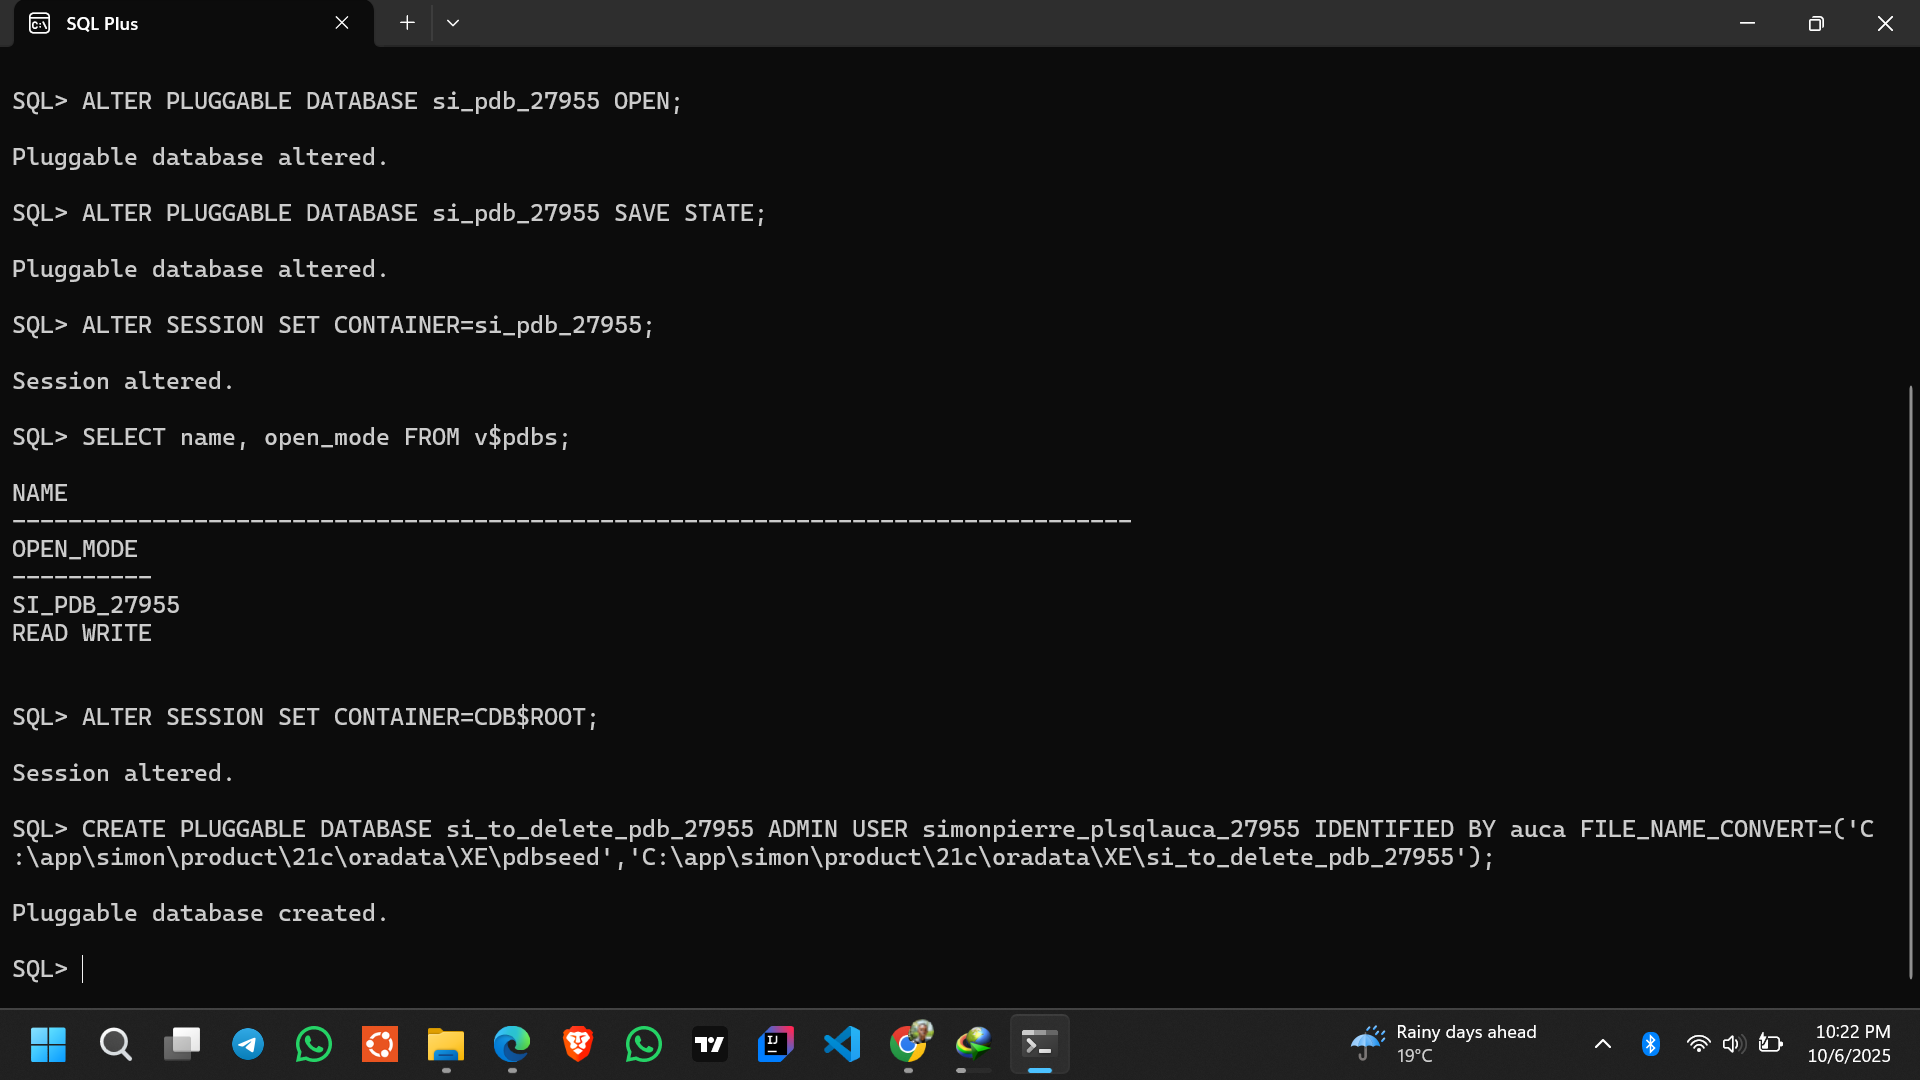 SQL Plus
SQL> ALTER PLUGGABLE DATABASE si_pdb_27955 OPEN;
Pluggable database altered.
SQL> ALTER PLUGGABLE DATABASE si_pdb_27955 SAVE STATE;
Pluggable database altered.
SQL> ALTER SESSION SET CONTAINER=si_pdb_27955;
Session altered.
SQL> SELECT name, open_mode FROM v$pdbs;
NAME
--------------------------------------------------------------------------------
OPEN_MODE
----------
SI_PDB_27955
READ WRITE
SQL> ALTER SESSION SET CONTAINER=CDB$ROOT;
Session altered.
SQL> CREATE PLUGGABLE DATABASE si_to_delete_pdb_27955 ADMIN USER simonpierre_plsqlauca_27955 IDENTIFIED BY auca FILE_NAME_CONVERT=('C
:\app\simon\product\21c\oradata\XE\pdbseed','C:\app\simon\product\21c\oradata\XE\si_to_delete_pdb_27955');
Pluggable database created.
SQL>
Rainy days ahead
19°C
10:22 PM
10/6/2025